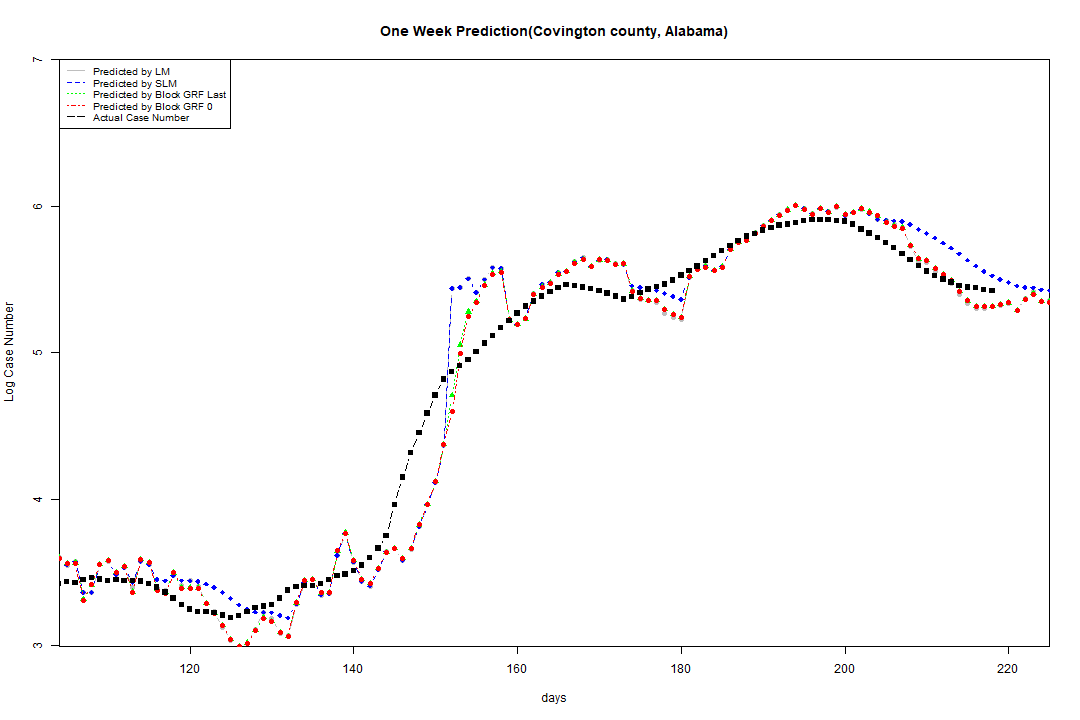 One Week Prediction(Covington county, Alabama)
Predicted by LM
Predicted by SLM
Predicted by Block GRF Last
Predicted by Block GRF 0
Actual Case Number
7
6
5
4
3
Log Case Number
120 140 160 180 200 220
days